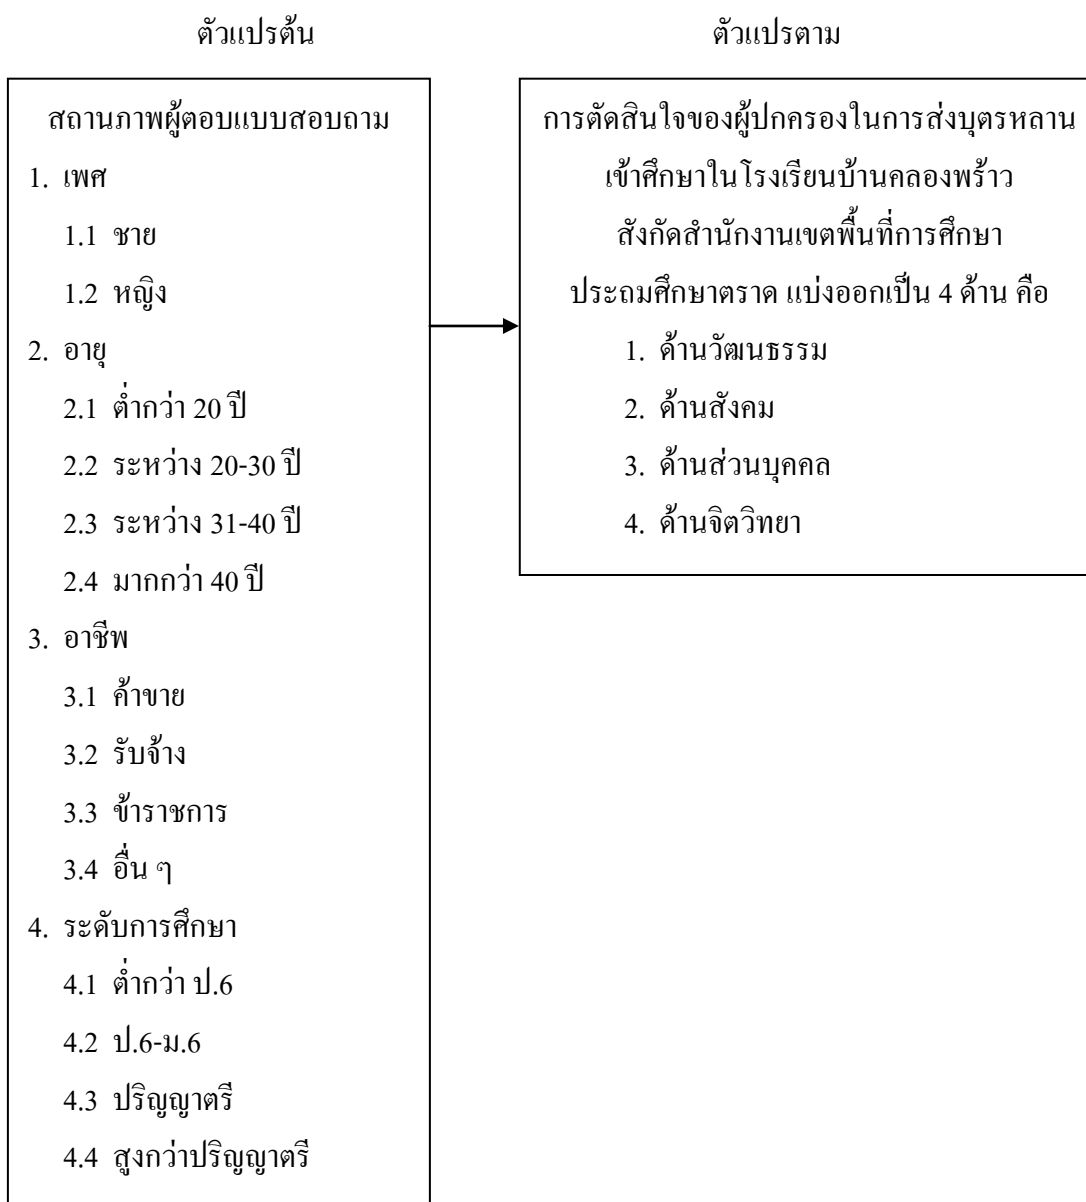 ตัวแปรต้น
ตัวแปรตาม
สถานภาพผู้ตอบแบบสอบถาม
1. เพศ
1.1 ชาย
1.2 หญิง
2. อายุ
2.1 ต่ำกว่า 20 ปี
2.2 ระหว่าง 20-30 ปี
2.3 ระหว่าง 31-40 ปี
2.4 มากกว่า 40 ปี
3. อาชีพ
3.1 ค้าขาย
3.2 รับจ้าง
3.3 ข้าราชการ
3.4 อื่น ๆ
4. ระดับการศึกษา
4.1 ต่ำกว่า ป.6
4.2 ป.6-ม.6
4.3 ปริญญาตรี
4.4 สูงกว่าปริญญาตรี
การตัดสินใจของผู้ปกครองในการส่งบุตรหลาน
เข้าศึกษาในโรงเรียนบ้านคลองพร้าว
สังกัดสำนักงานเขตพื้นที่การศึกษา
ประถมศึกษาตราด แบ่งออกเป็น 4 ด้าน คือ
1. ด้านวัฒนธรรม
2. ด้านสังคม
3. ด้านส่วนบุคคล
4. ด้านจิตวิทยา